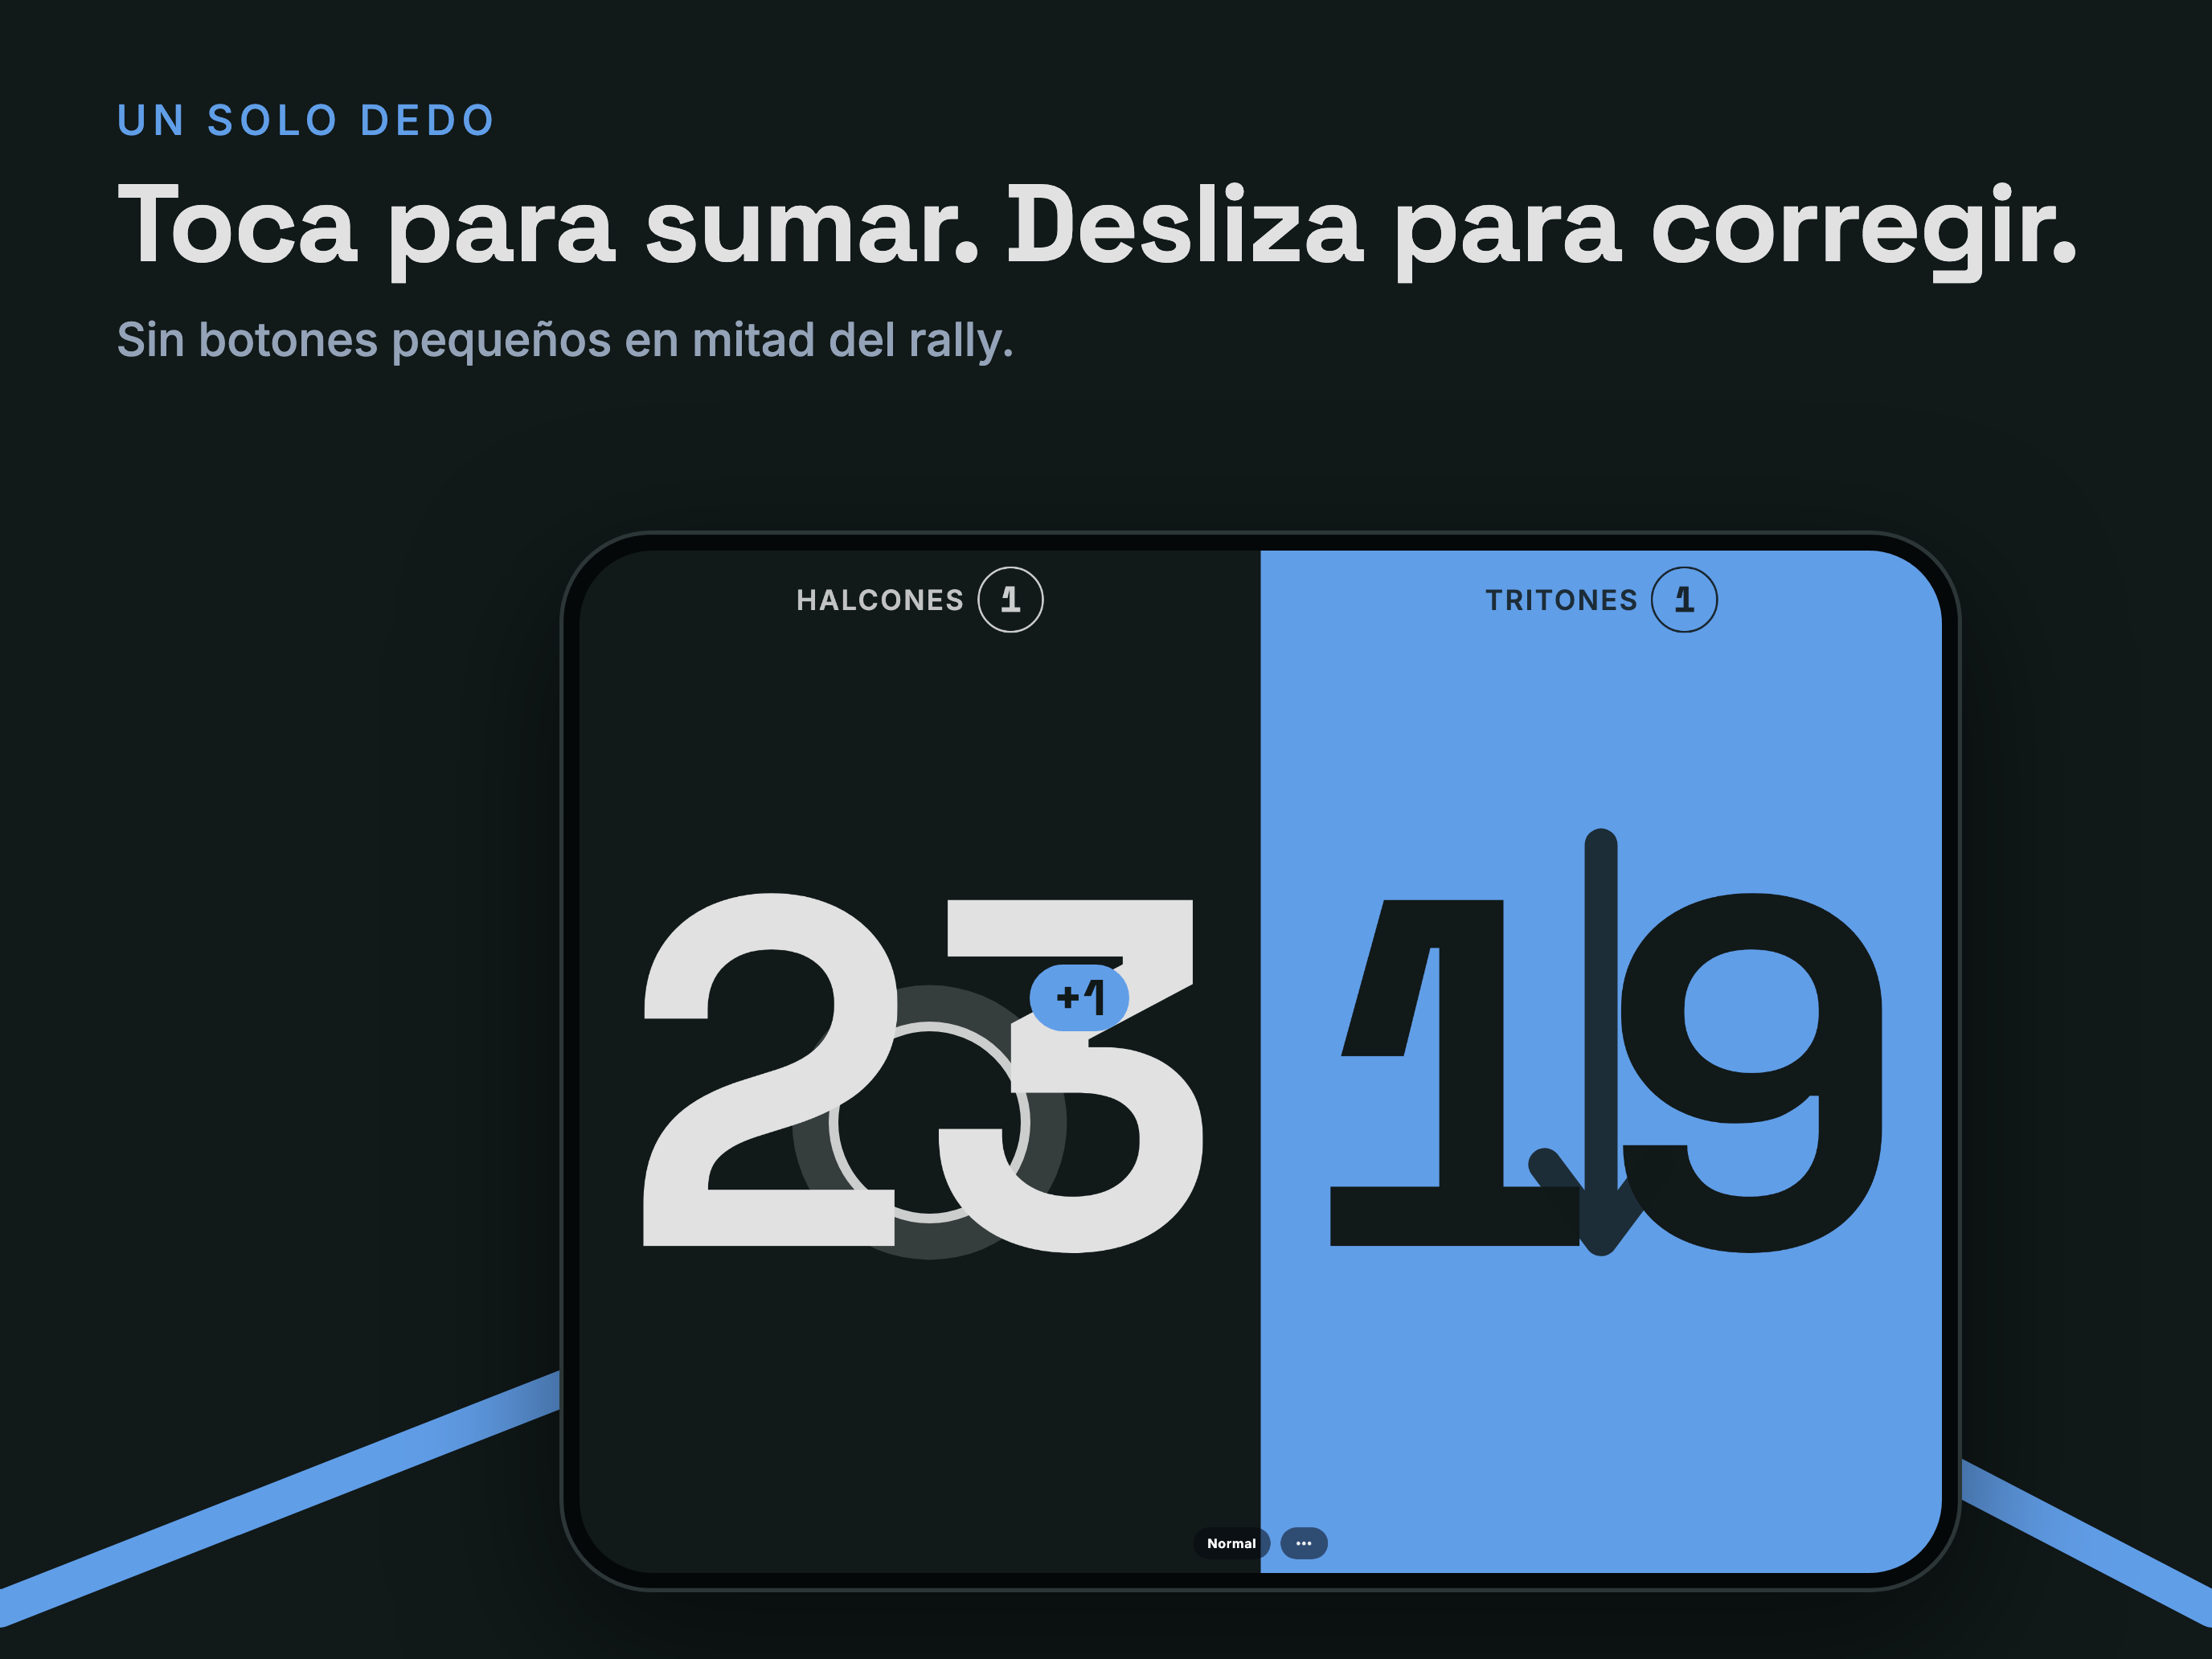 UN SOLO DEDO
Toca para sumar. Desliza para corregir.
Sin botones pequeños en mitad del rally.
HALCONES 1
TRITONES 1
23
+1
19
Normal
•••